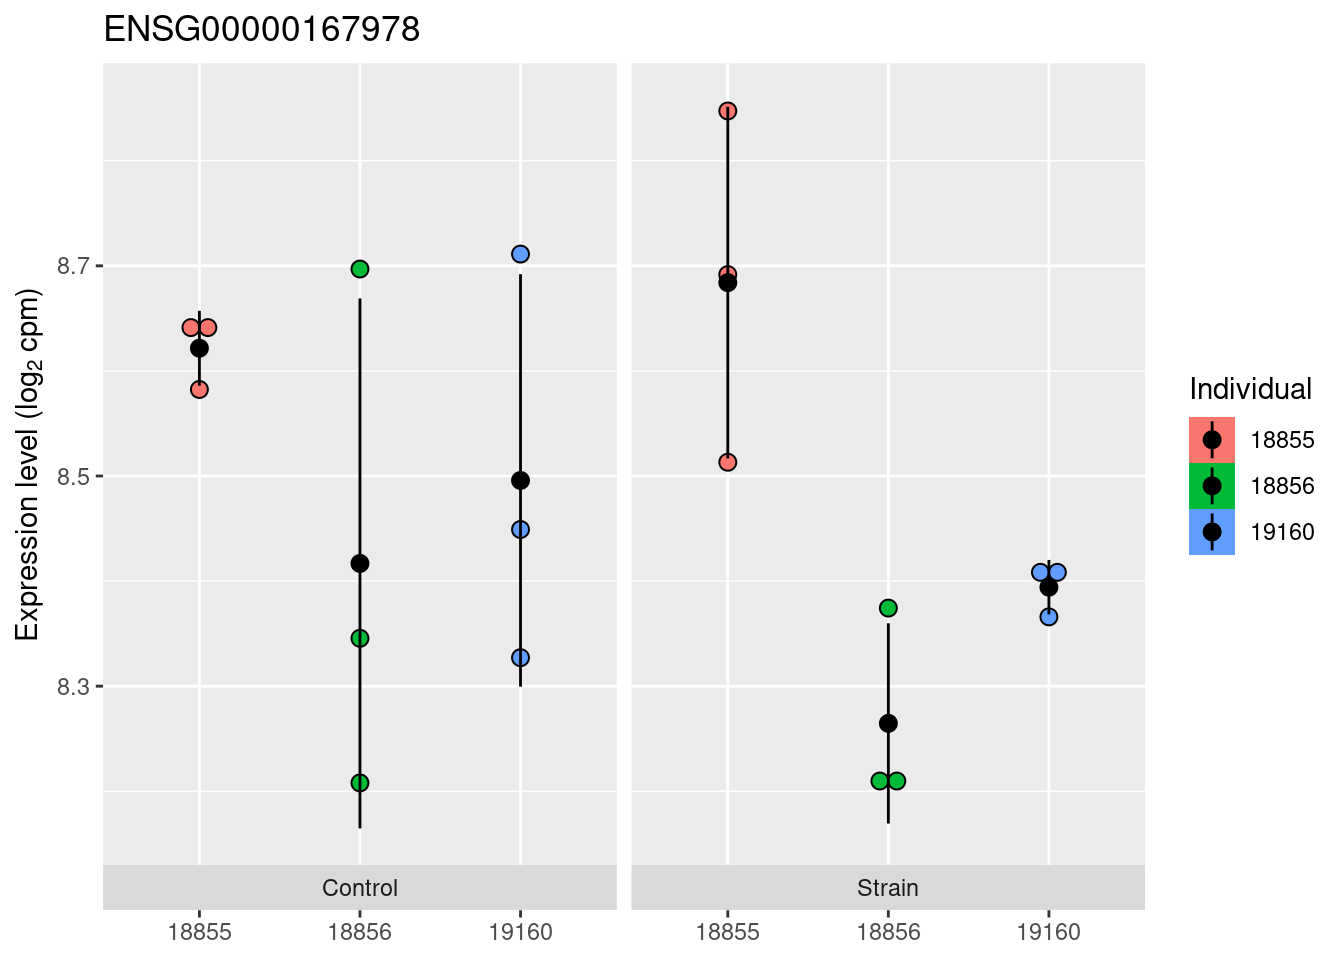 ENSG00000167978
Expression level (log₂ cpm)
8.7
8.5
8.3
Control
Strain
18855
18856
19160
18855
18856
19160
Individual
18855
18856
19160